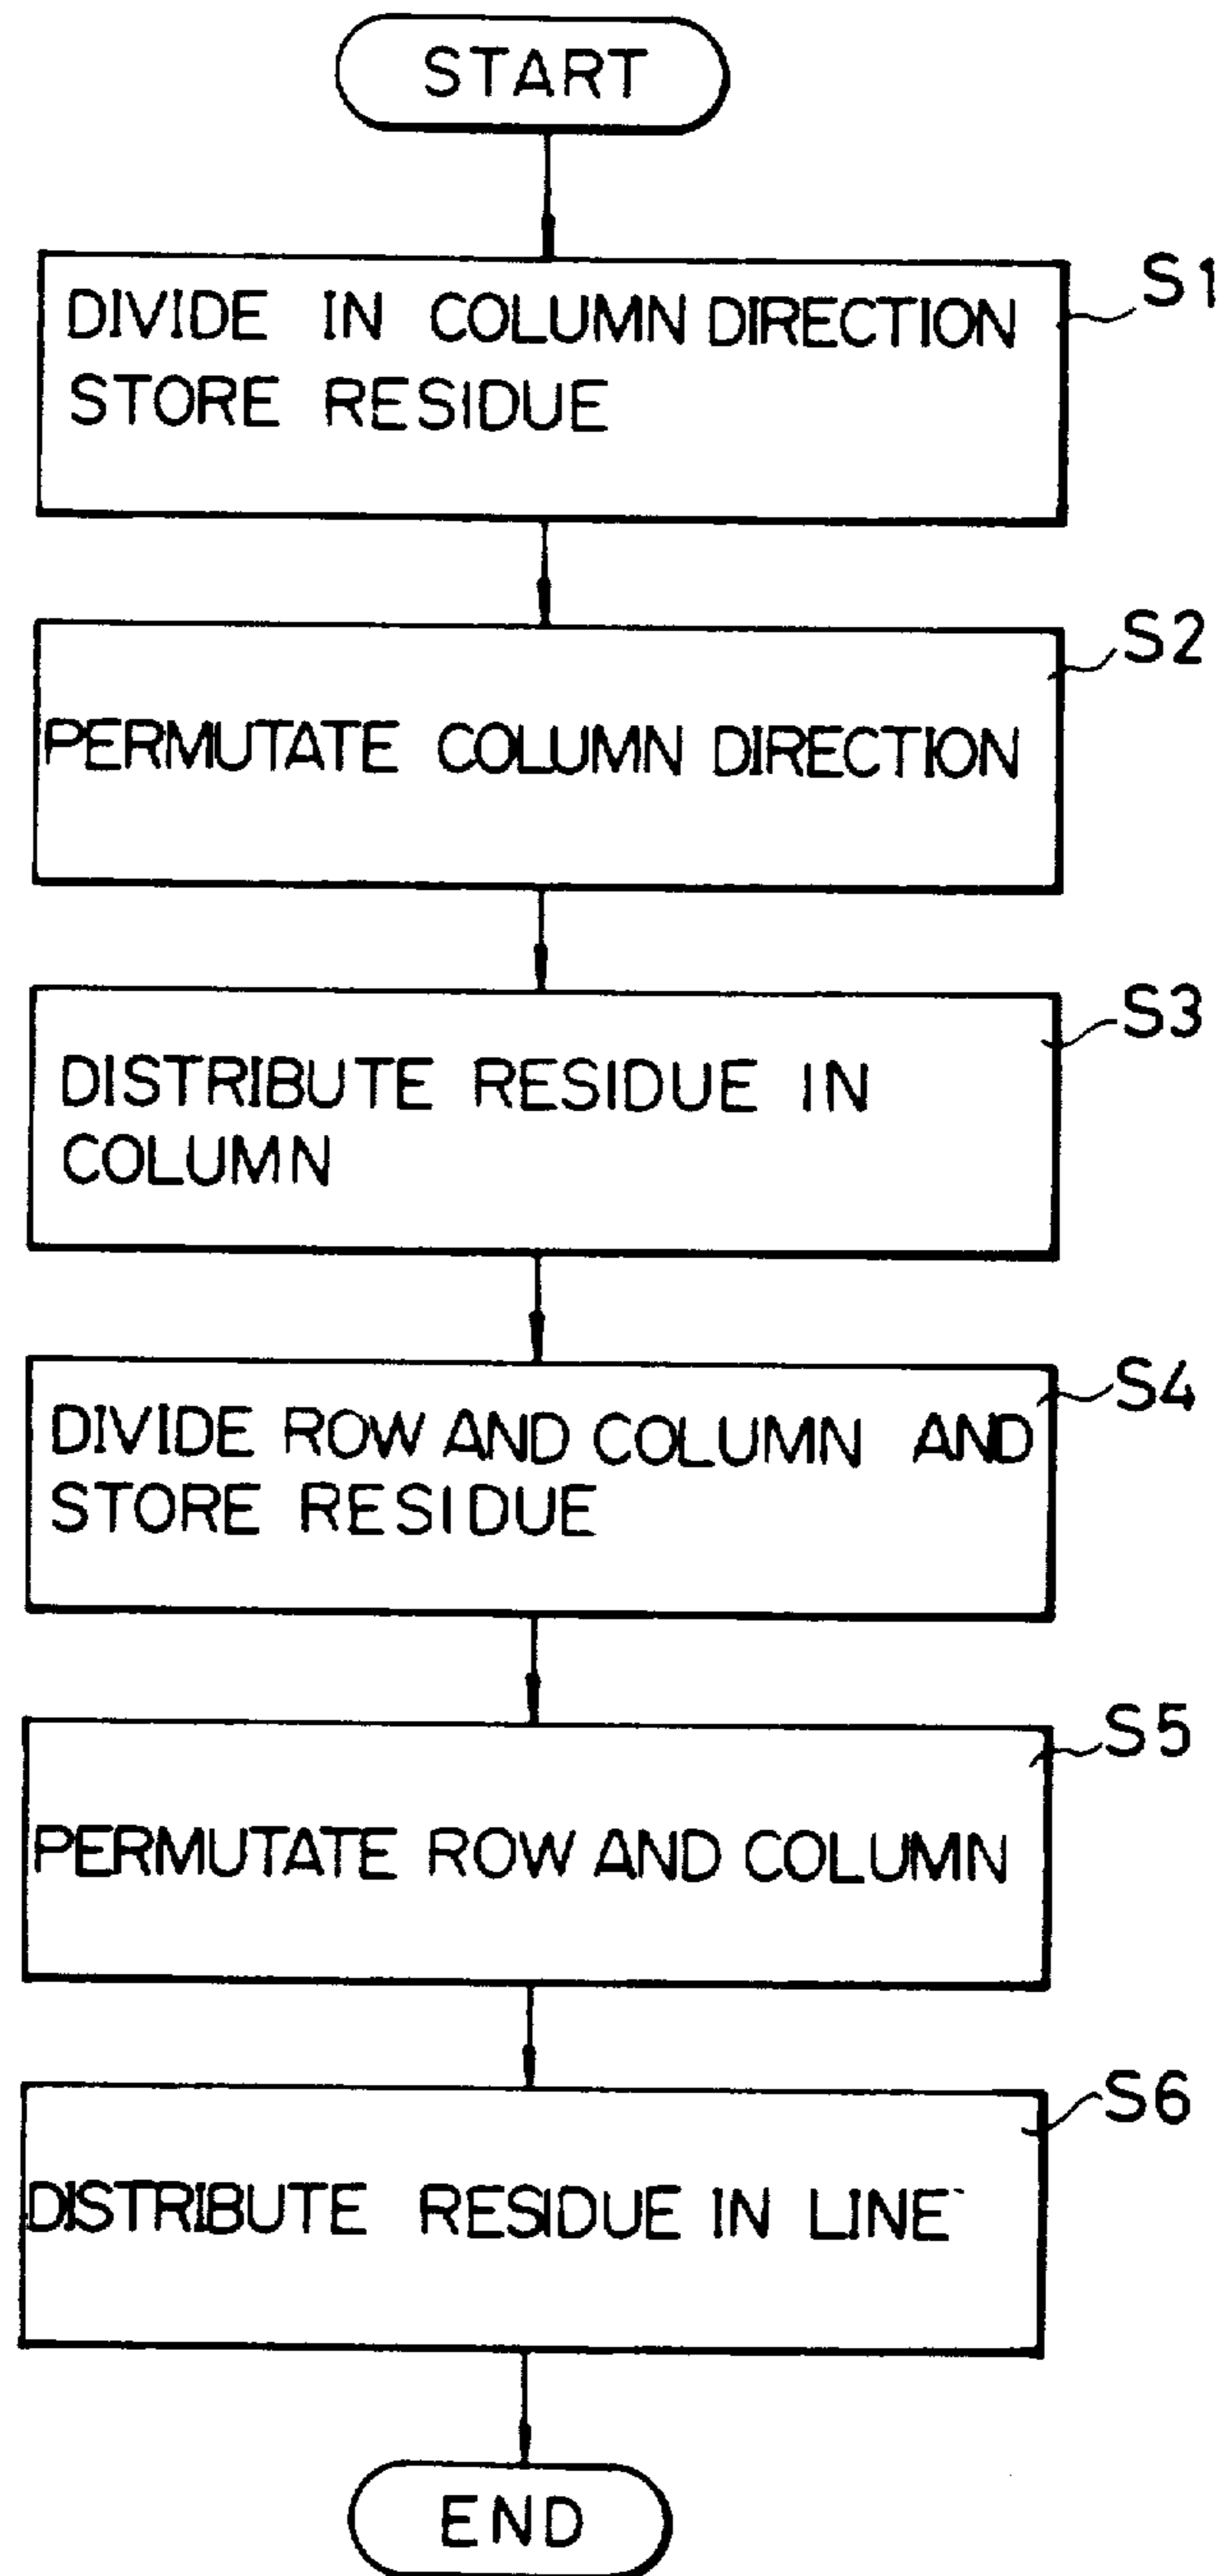 START
S1
DIVIDE IN COLUMN DIRECTION
STORE RESIDUE
S2
PERMUTATE COLUMN DIRECTION
S3
DISTRIBUTE RESIDUE IN
COLUMN
S4
DIVIDE ROW AND COLUMN AND
STORE RESIDUE
S5
PERMUTATE ROW AND COLUMN
S6
DISTRIBUTE RESIDUE IN LINE
END